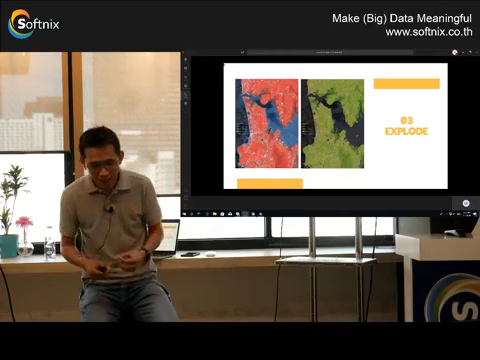 Softnix
Make (Big) Data Meaningful
www.softnix.co.th
03
EXPLODE